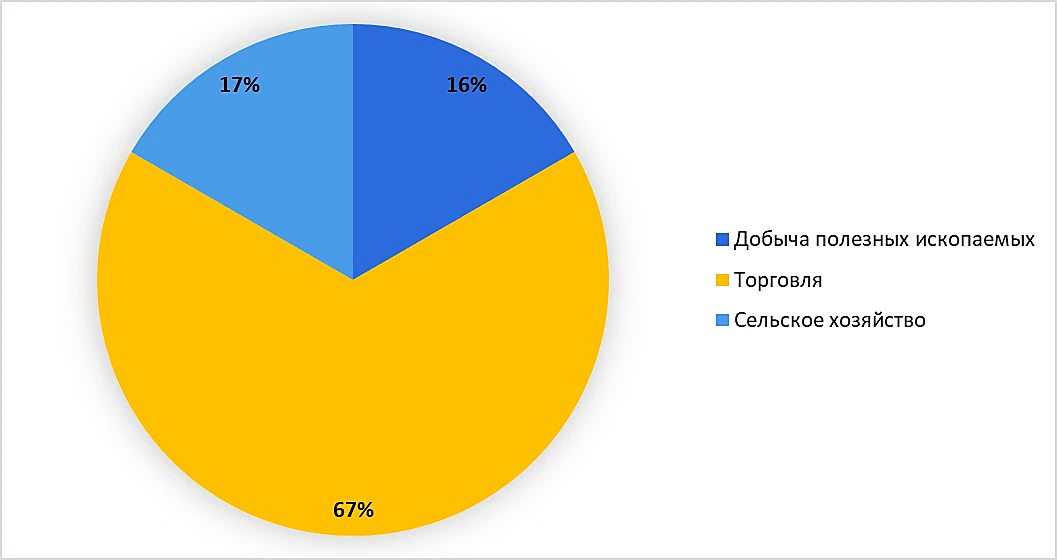 17%
16%
67%
Добыча полезных ископаемых
Торговля
Сельское хозяйство